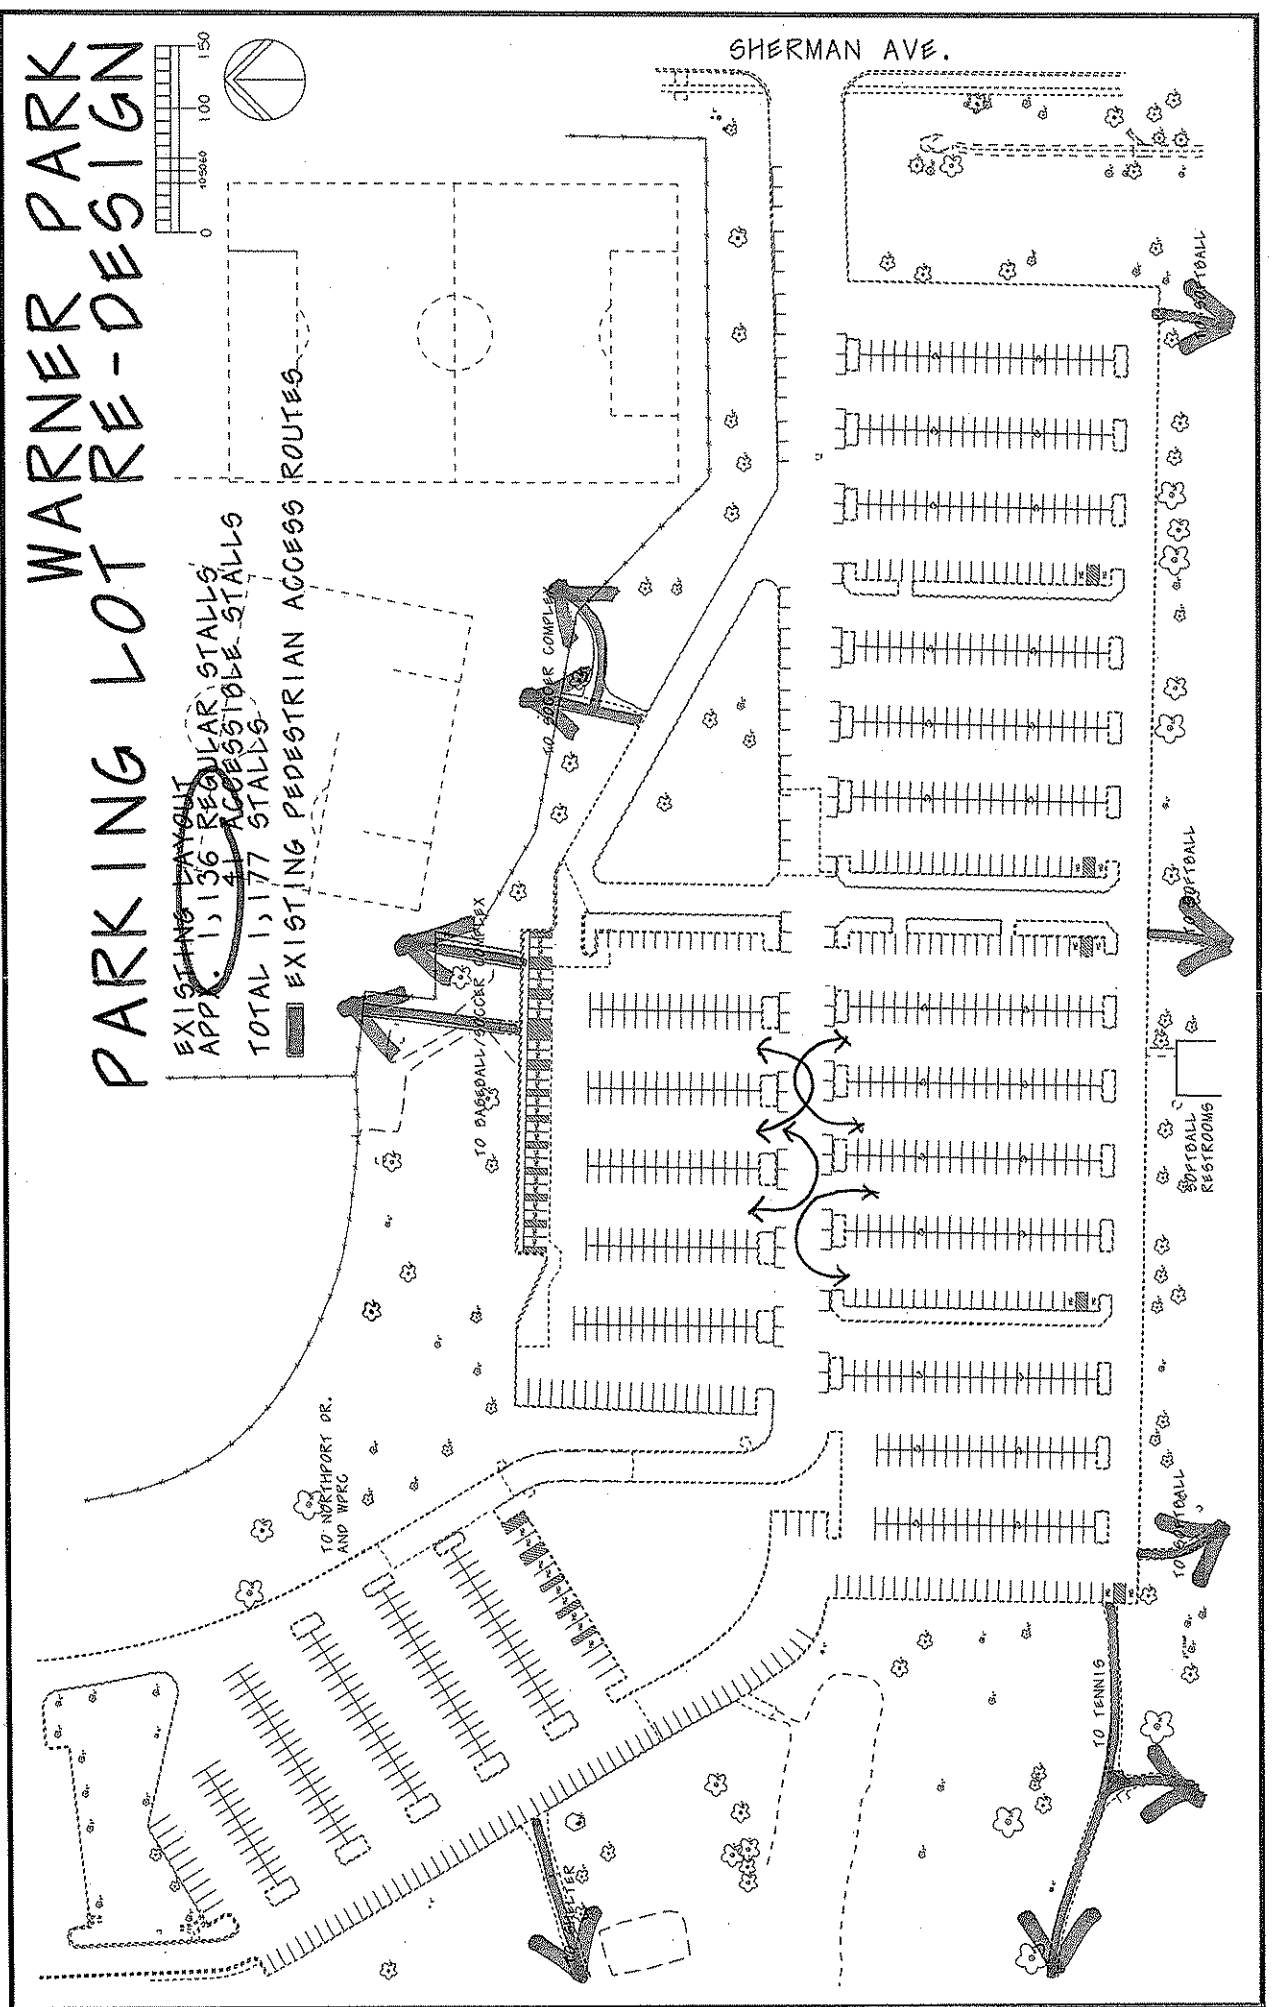 WARNER PARK
PARKING LOT RE-DESIGN
0
150
100
EXISTING LAYOUT
APPX. 1,136 REGULAR STALLS
41 ACCESSIBLE STALLS
TOTAL 1,177 STALLS
EXISTING PEDESTRIAN ACCESS ROUTES
SHERMAN AVE.
TO SOFTBALL
TO SOCCER COMPLEX
TO BASEBALL/SOCCER COMPLEX
TO SOFTBALL
SOFTBALL
RESTROOMS
TO NORTHPORT DR.
AND WPRC
TO SOFTBALL
TO TENNIS
TO SHELTER